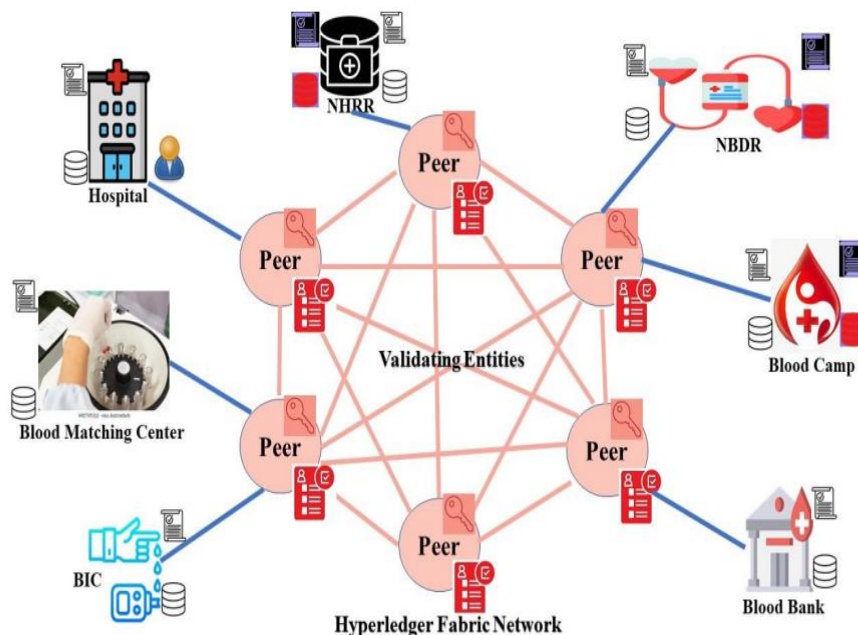 NHRR
NBDR
Hospital
Peer
Peer
Peer
Blood Camp
Validating Entities
Blood Matching Center
Peer
Peer
Peer
BIC
Blood Bank
Hyperledger Fabric Network